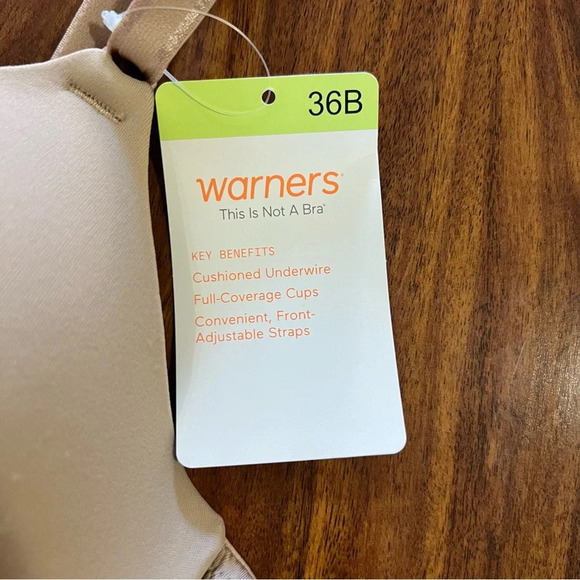 36B
warners®
This Is Not A Bra®
KEY BENEFITS
Cushioned Underwire
Full-Coverage Cups
Convenient, Front-
Adjustable Straps